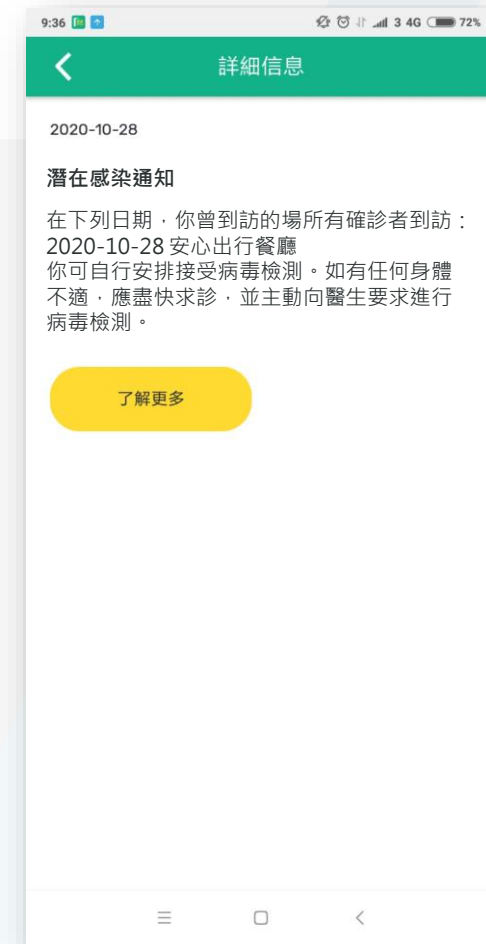 9:36 3 4G 72%
詳細信息
2020-10-28
潛在感染通知
在下列日期，你曾到訪的場所有確診者到訪：
2020-10-28 安心出行餐廳
你可自行安排接受病毒檢測。如有任何身體
不適，應盡快求診，並主動向醫生要求進行
病毒檢測。
了解更多